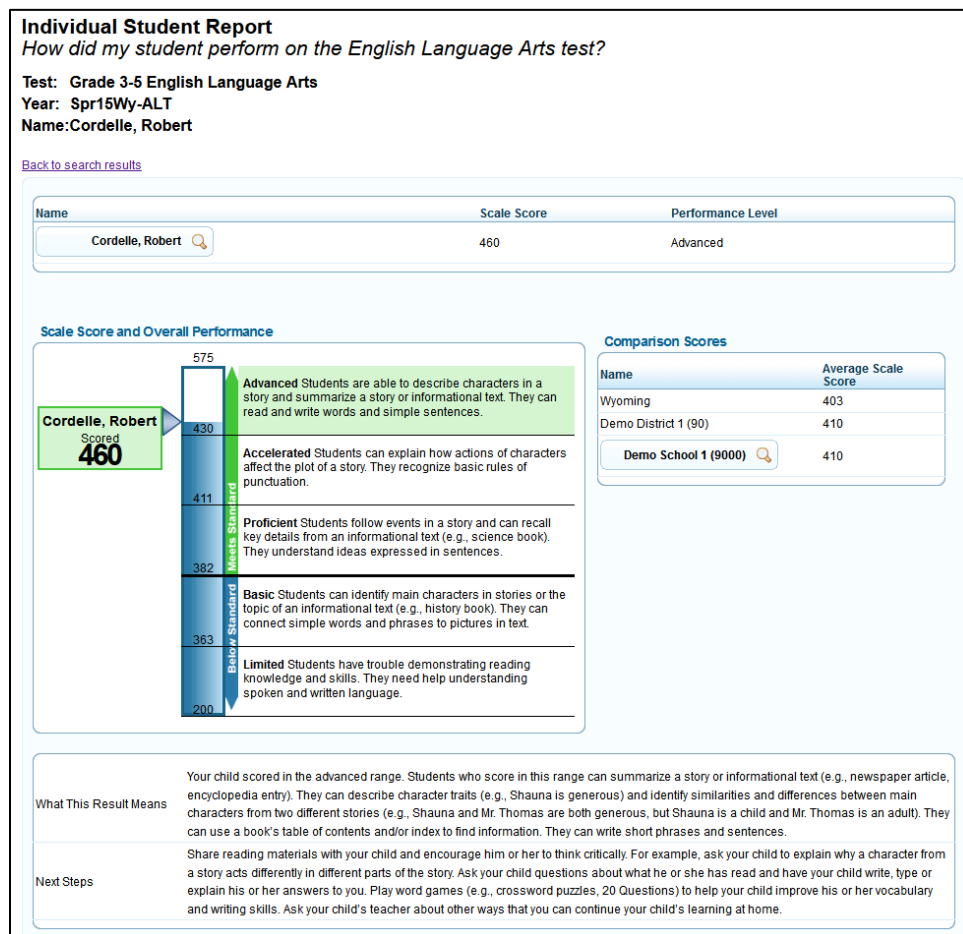 Individual Student Report
How did my student perform on the English Language Arts test?
Test: Grade 3-5 English Language Arts
Year: Spr15Wy-ALT
Name:Cordelle, Robert
Back to search results
Name Scale Score Performance Level
Cordelle, Robert 460 Advanced
Scale Score and Overall Performance
575
Cordelle, Robert
Scored
460
430
411
382
363
200
Meets Standard
Below Standard
Advanced Students are able to describe characters in a
story and summarize a story or informational text. They can
read and write words and simple sentences.
Accelerated Students can explain how actions of characters
affect the plot of a story. They recognize basic rules of
punctuation.
Proficient Students follow events in a story and can recall
key details from an informational text (e.g., science book).
They understand ideas expressed in sentences.
Basic Students can identify main characters in stories or the
topic of an informational text (e.g., history book). They can
connect simple words and phrases to pictures in text.
Limited Students have trouble demonstrating reading
knowledge and skills. They need help understanding
spoken and written language.
Comparison Scores
Name Average Scale
Score
Wyoming 403
Demo District 1 (90) 410
Demo School 1 (9000) 410
What This Result Means
Your child scored in the advanced range. Students who score in this range can summarize a story or informational text (e.g., newspaper article,
encyclopedia entry). They can describe character traits (e.g., Shauna is generous) and identify similarities and differences between main
characters from two different stories (e.g., Shauna and Mr. Thomas are both generous, but Shauna is a child and Mr. Thomas is an adult). They
can use a book's table of contents and/or index to find information. They can write short phrases and sentences.
Next Steps
Share reading materials with your child and encourage him or her to think critically. For example, ask your child to explain why a character from
a story acts differently in different parts of the story. Ask your child questions about what he or she has read and have your child write, type or
explain his or her answers to you. Play word games (e.g., crossword puzzles, 20 Questions) to help your child improve his or her vocabulary
and writing skills. Ask your child's teacher about other ways that you can continue your child's learning at home.